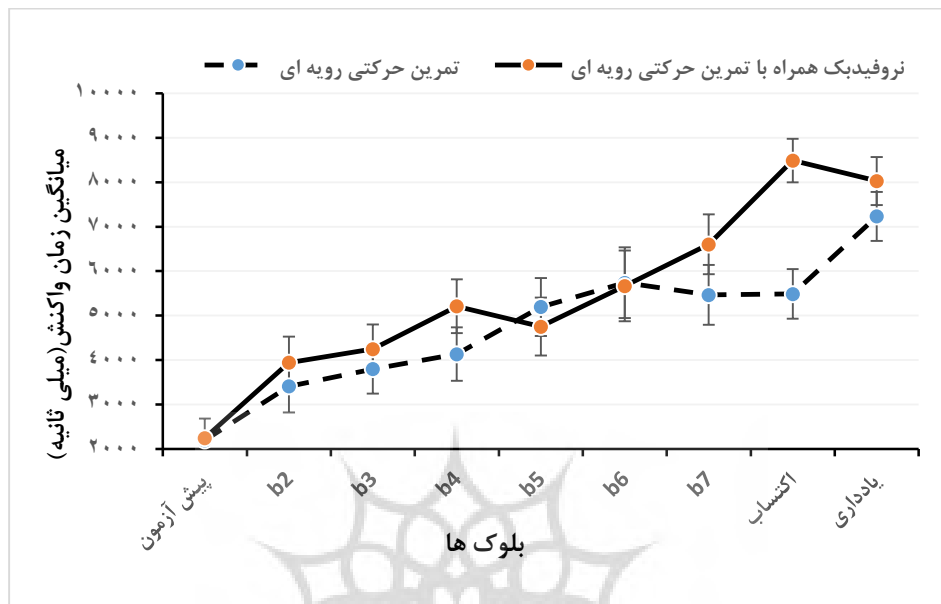 نروفیدبک همراه با تمرین حرکتی رویه ای
تمرین حرکتی رویه ای
میانگین زمان واکنش(میلی ثانیه)
۱۰۰۰۰
۹۰۰۰
۸۰۰۰
۷۰۰۰
۶۰۰۰
۵۰۰۰
۴۰۰۰
۳۰۰۰
۲۰۰۰
پیش آزمون
b2
b3
b4
b5
b6
b7
اکتساب
یادداری
بلوک ها